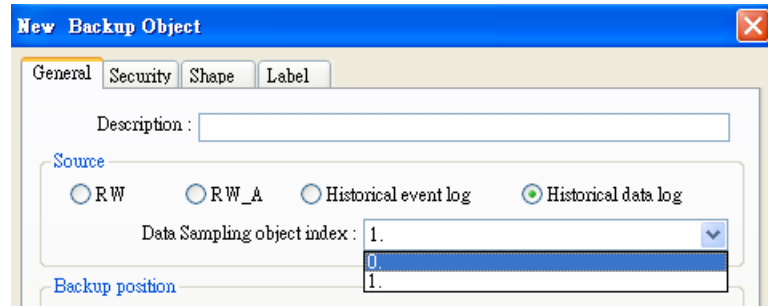 New Backup Object
General Security Shape Label
Description :
Source
RW RW_A Historical event log Historical data log
Data Sampling object index : 1.
0.
1.
Backup position